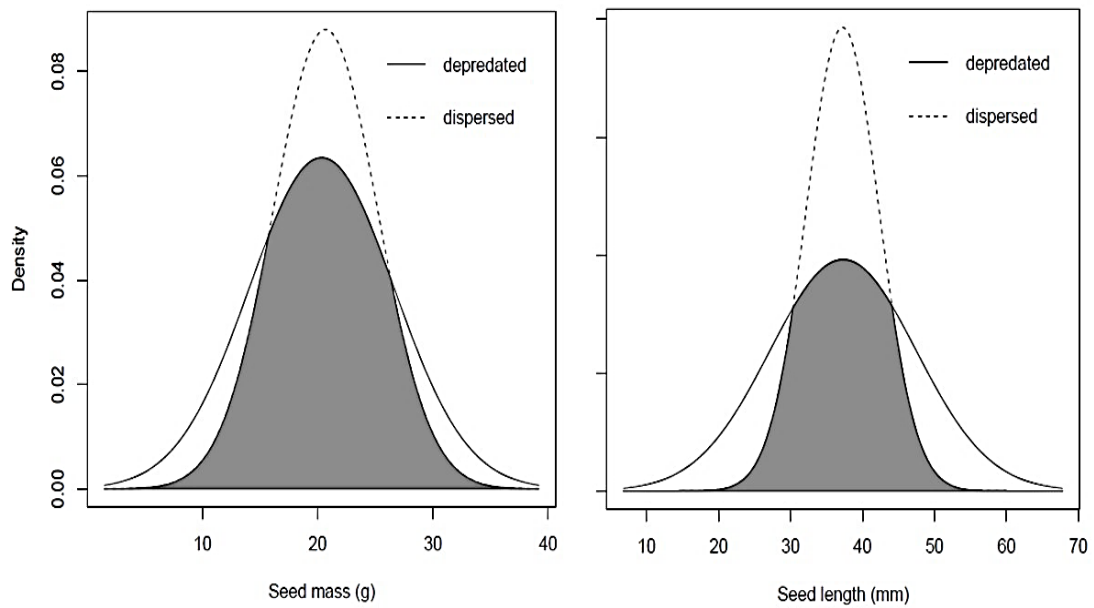 Density
0.00
0.02
0.04
0.06
0.08
depredated
dispersed
10 20 30 40
Seed mass (g)
depredated
dispersed
10 20 30 40 50 60 70
Seed length (mm)